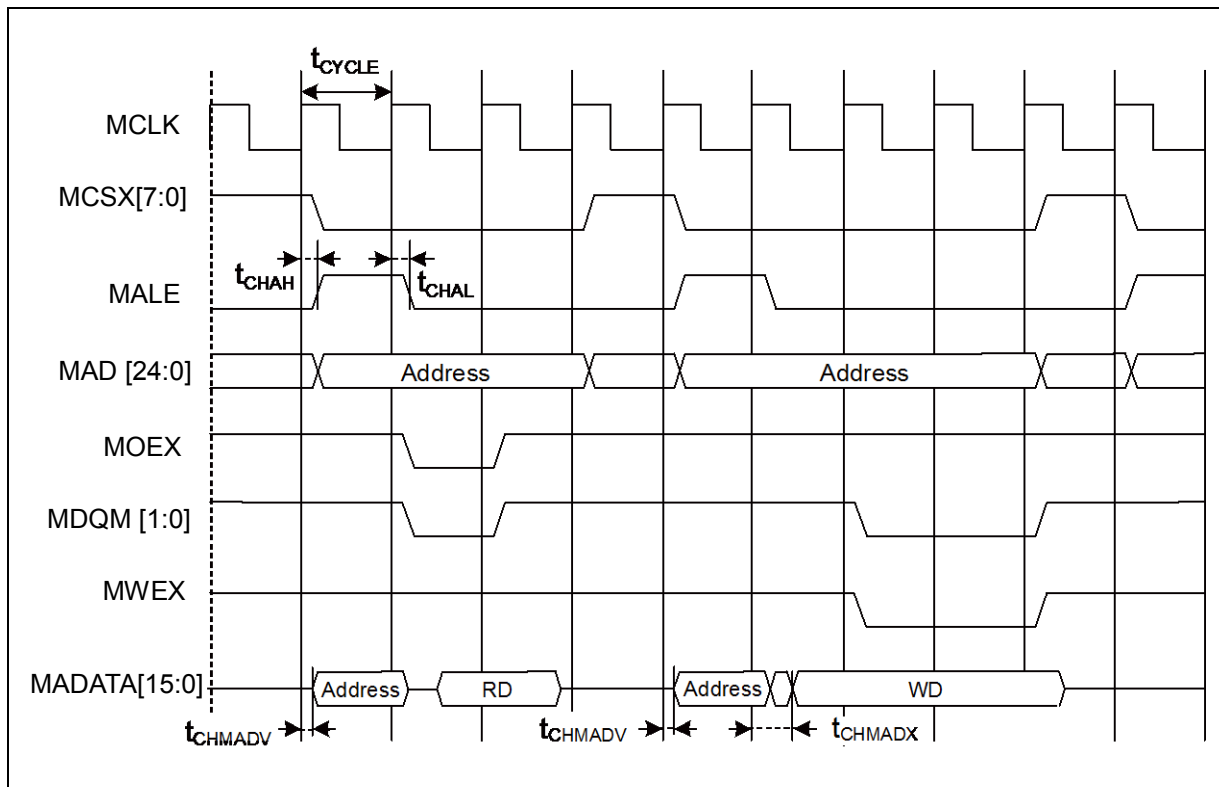 tCYCLE
MCLK
MCSX[7:0]
tCHAH
tCHAL
MALE
MAD [24:0]
Address
Address
MOEX
MDQM [1:0]
MWEX
MADATA[15:0]
Address
RD
Address
WD
tCHMADV
tCHMADV
tCHMADX